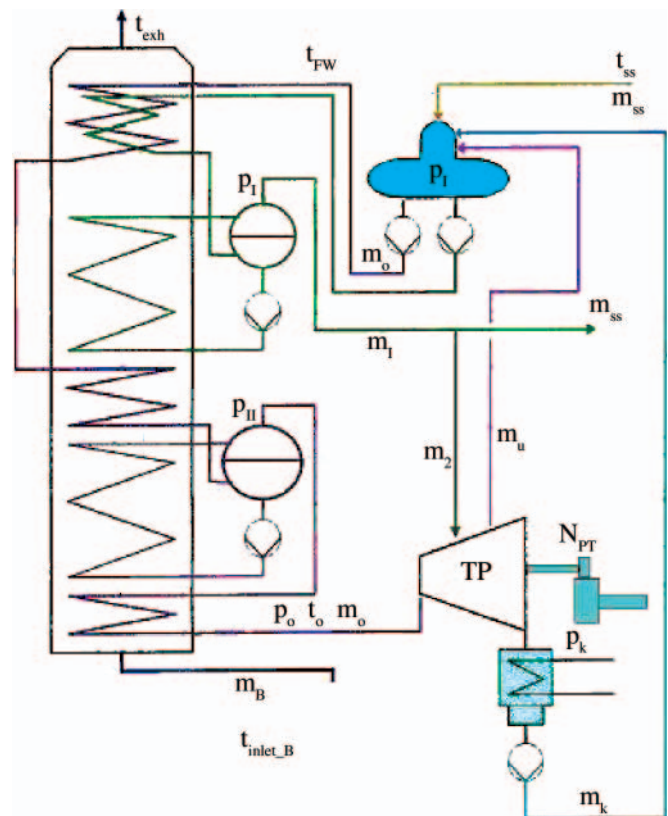 t_exh
t_FW
t_ss
m_ss
p_I
p_I
m_o
m_ss
m_I
p_II
m_2
m_u
N_PT
TP
p_o t_o m_o
p_k
m_B
t_inlet_B
m_k